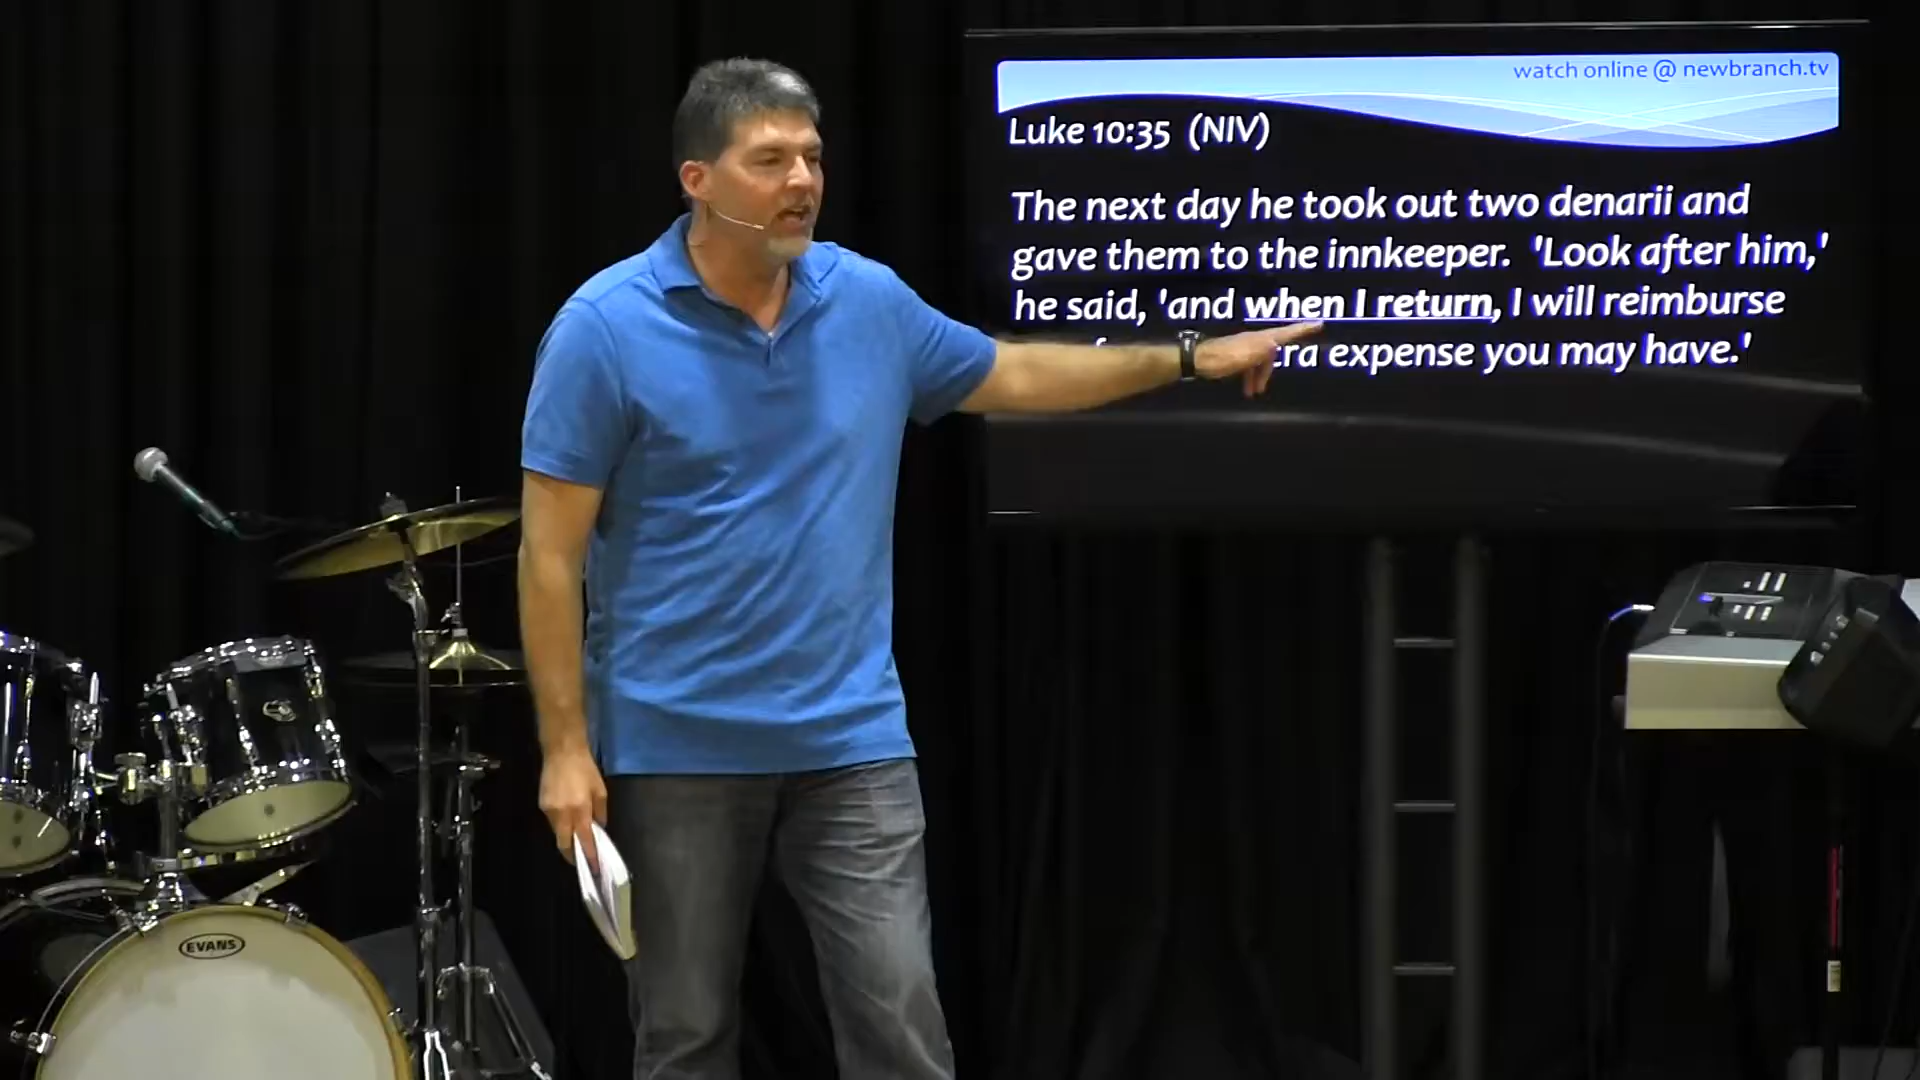 watch online @ newbranch.tv
Luke 10:35 (NIV)
The next day he took out two denarii and
gave them to the innkeeper. 'Look after him,'
he said, 'and when I return, I will reimburse
expense you may have.'
EVANS